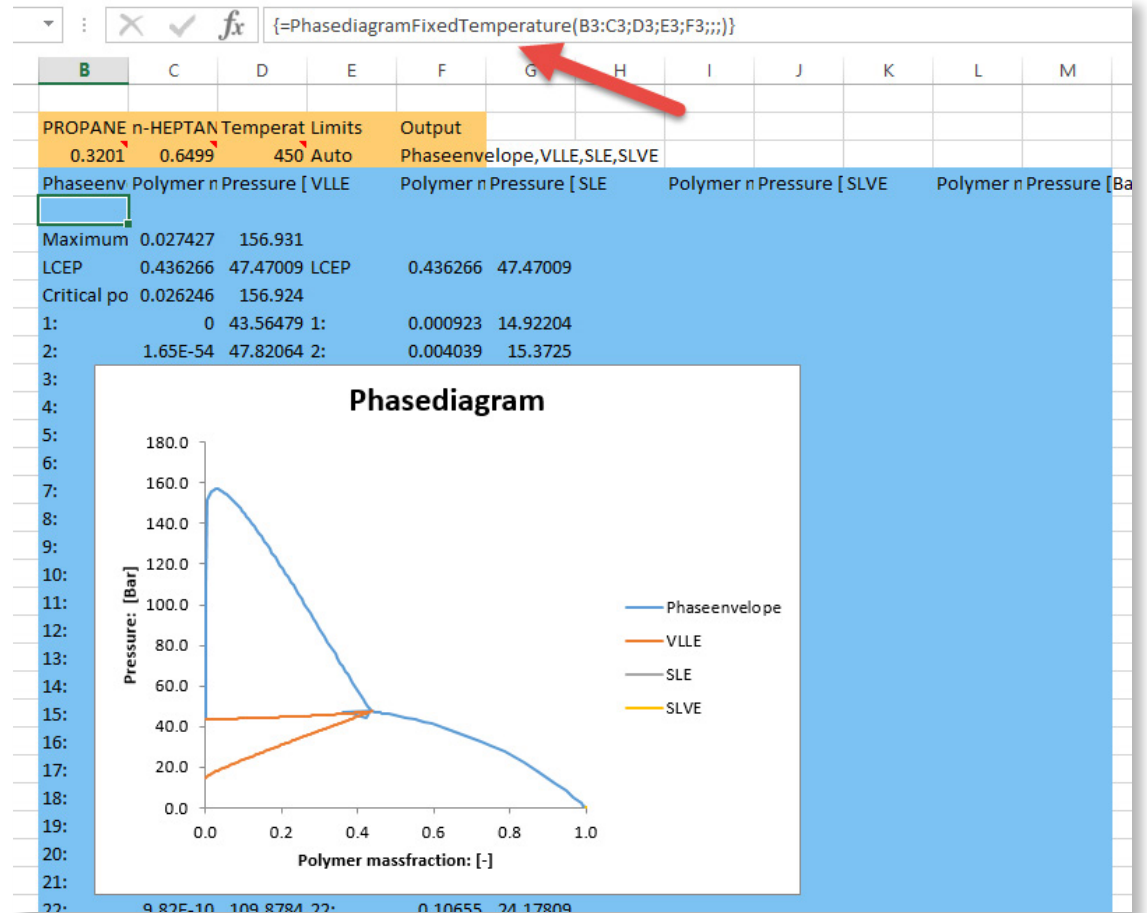 fx {=PhasediagramFixedTemperature(B3:C3;D3;E3;F3;;;)}
B C D E F G H I J K L M
PROPANE n-HEPTAN Temperat Limits Output
0.3201 0.6499 450 Auto Phaseenvelope,VLLE,SLE,SLVE
Phaseenv Polymer n Pressure [ VLLE Polymer n Pressure [ SLE Polymer n Pressure [ SLVE Polymer n Pressure [Ba
Maximum 0.027427 156.931
LCEP 0.436266 47.47009 LCEP 0.436266 47.47009
Critical po 0.026246 156.924
1: 0 43.56479 1: 0.000923 14.92204
2: 1.65E-54 47.82064 2: 0.004039 15.3725
3:
4:
5:
6:
7:
8:
9:
10:
11:
12:
13:
14:
15:
16:
17:
18:
19:
20:
21:
22: 9.82E-10 109.8784 22: 0.10655 24.17809
Phasediagram
180.0
160.0
140.0
120.0
100.0
80.0
60.0
40.0
20.0
0.0
Pressure: [Bar]
0.0 0.2 0.4 0.6 0.8 1.0
Polymer massfraction: [-]
Phaseenvelope
VLLE
SLE
SLVE